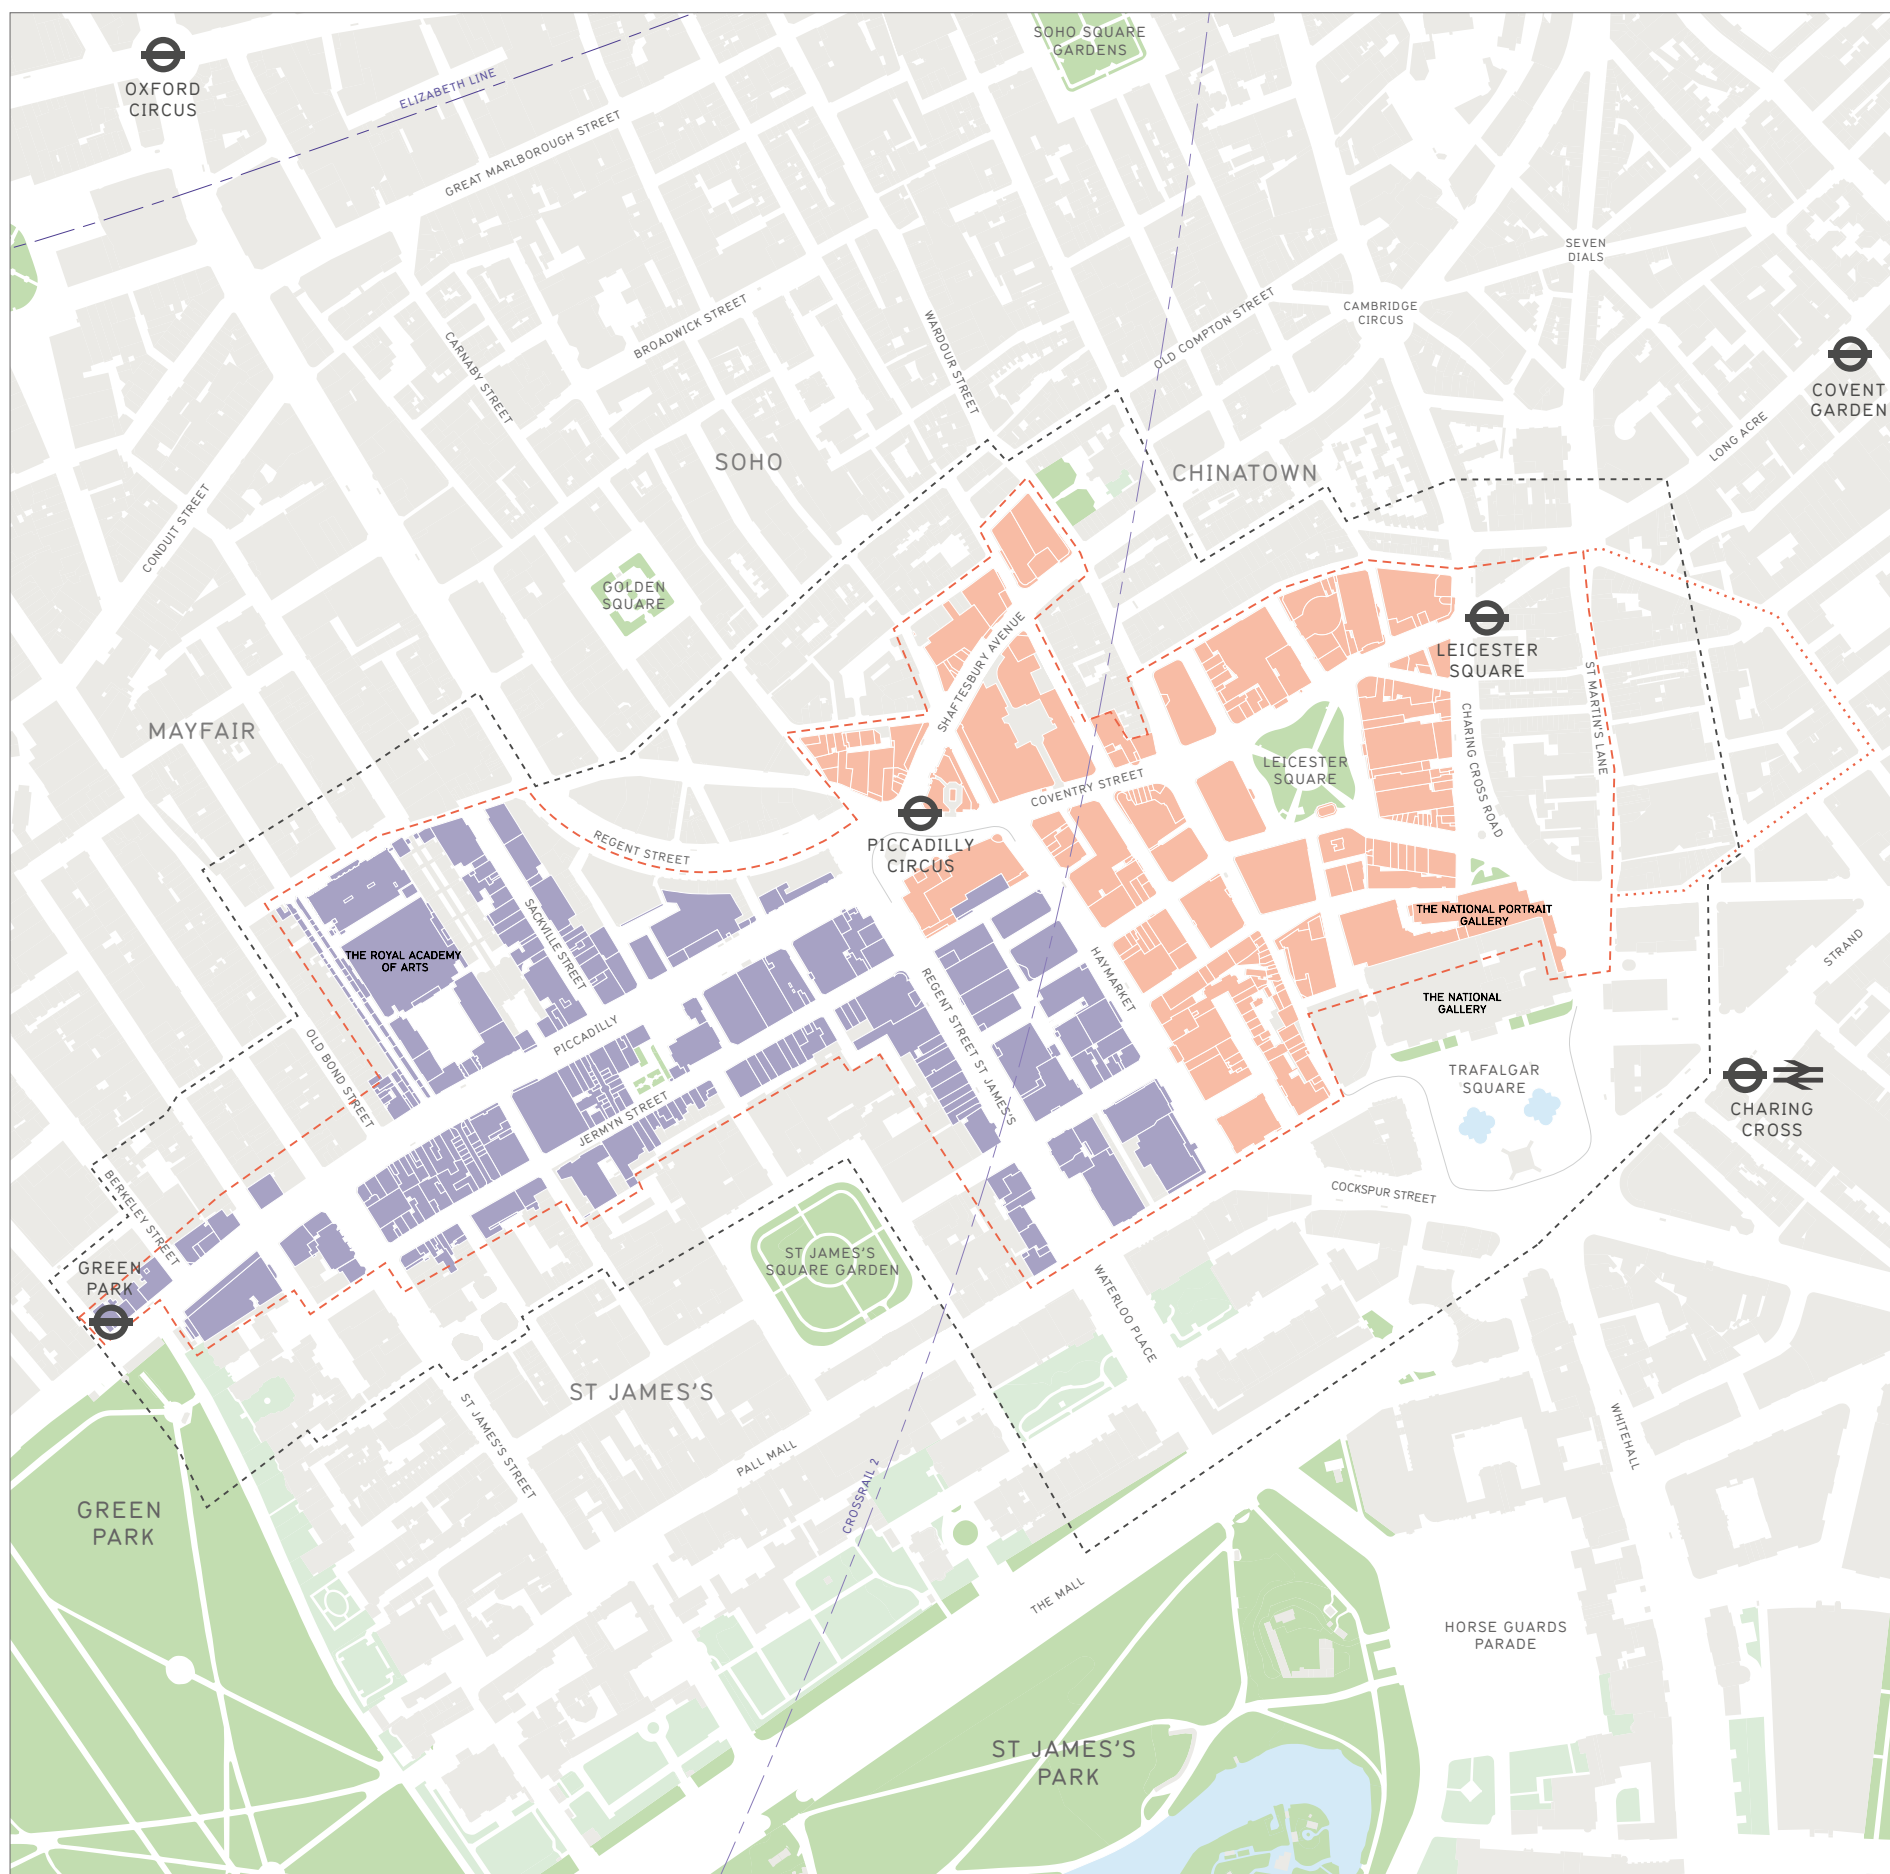 SOHO SQUARE
GARDENS
OXFORD
CIRCUS
ELIZABETH LINE
GREAT MARLBOROUGH STREET
SEVEN
DIALS
BROADWICK STREET
WARDOUR STREET
OLD COMPTON STREET
CAMBRIDGE
CIRCUS
CARNABY STREET
COVENT
GARDEN
LONG ACRE
SOHO
CHINATOWN
CONDUIT STREET
GOLDEN
SQUARE
SHAFTESBURY AVENUE
LEICESTER
SQUARE
ST MARTIN'S LANE
MAYFAIR
CHARING CROSS ROAD
LEICESTER
SQUARE
COVENTRY STREET
REGENT STREET
PICCADILLY
CIRCUS
SACKVILLE STREET
THE NATIONAL PORTRAIT
GALLERY
THE ROYAL ACADEMY
OF ARTS
HAYMARKET
STRAND
THE NATIONAL
GALLERY
REGENT STREET ST JAMES'S
PICCADILLY
OLD BOND STREET
TRAFALGAR
SQUARE
JERMYN STREET
CHARING
CROSS
BERKELEY STREET
COCKSPUR STREET
GREEN
PARK
ST JAMES'S
SQUARE GARDEN
WATERLOO PLACE
ST JAMES'S
ST JAMES'S STREET
PALL MALL
WHITEHALL
CROSSRAIL 2
GREEN
PARK
THE MALL
HORSE GUARDS
PARADE
ST JAMES'S
PARK